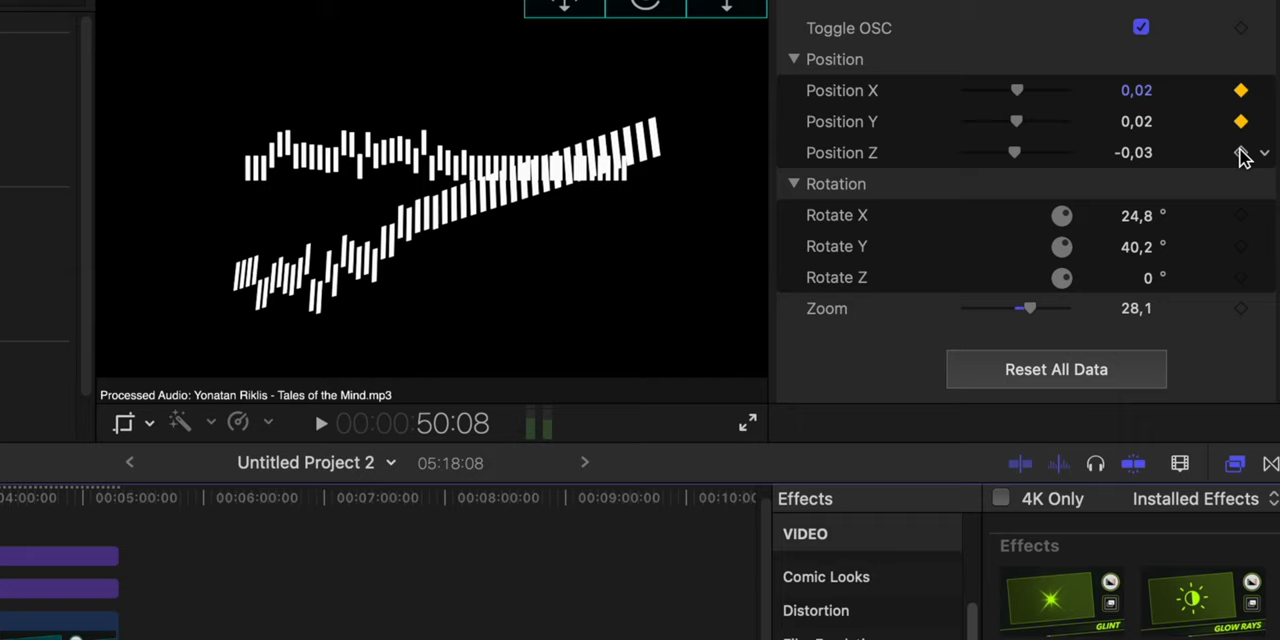 Toggle OSC
Position
Position X 0,02
Position Y 0,02
Position Z -0,03
Rotation
Rotate X 24,8 °
Rotate Y 40,2 °
Rotate Z 0 °
Zoom 28,1
Reset All Data
Processed Audio: Yonatan Riklis - Tales of the Mind.mp3
00:00:50:08
Untitled Project 2 05:18:08
04:00:00 00:05:00:00 00:06:00:00 00:07:00:00 00:08:00:00 00:09:00:00 00:10:00
Effects 4K Only Installed Effects
VIDEO
Effects
Comic Looks
Distortion
GLINT
GLOW RAYS